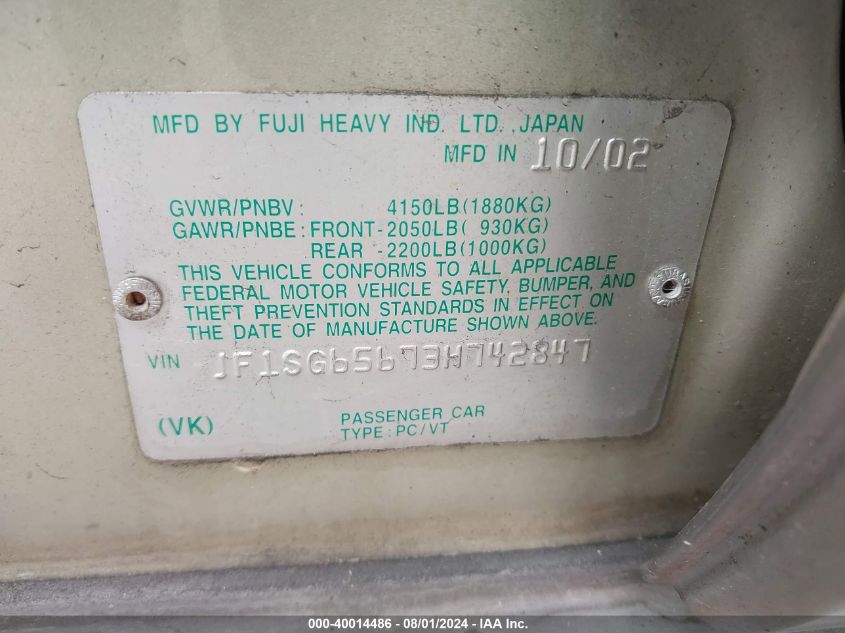 MFD BY FUJI HEAVY IND. LTD., JAPAN
MFD IN 10/02
GVWR/PNBV: 4150LB(1880KG)
GAWR/PNBE: FRONT-2050LB( 930KG)
REAR -2200LB(1000KG)
THIS VEHICLE CONFORMS TO ALL APPLICABLE
FEDERAL MOTOR VEHICLE SAFETY, BUMPER, AND
THEFT PREVENTION STANDARDS IN EFFECT ON
THE DATE OF MANUFACTURE SHOWN ABOVE.
VIN JF1SG65673H742847
(VK) PASSENGER CAR
TYPE: PC/VT
000-40014486 - 08/01/2024 - IAA Inc.